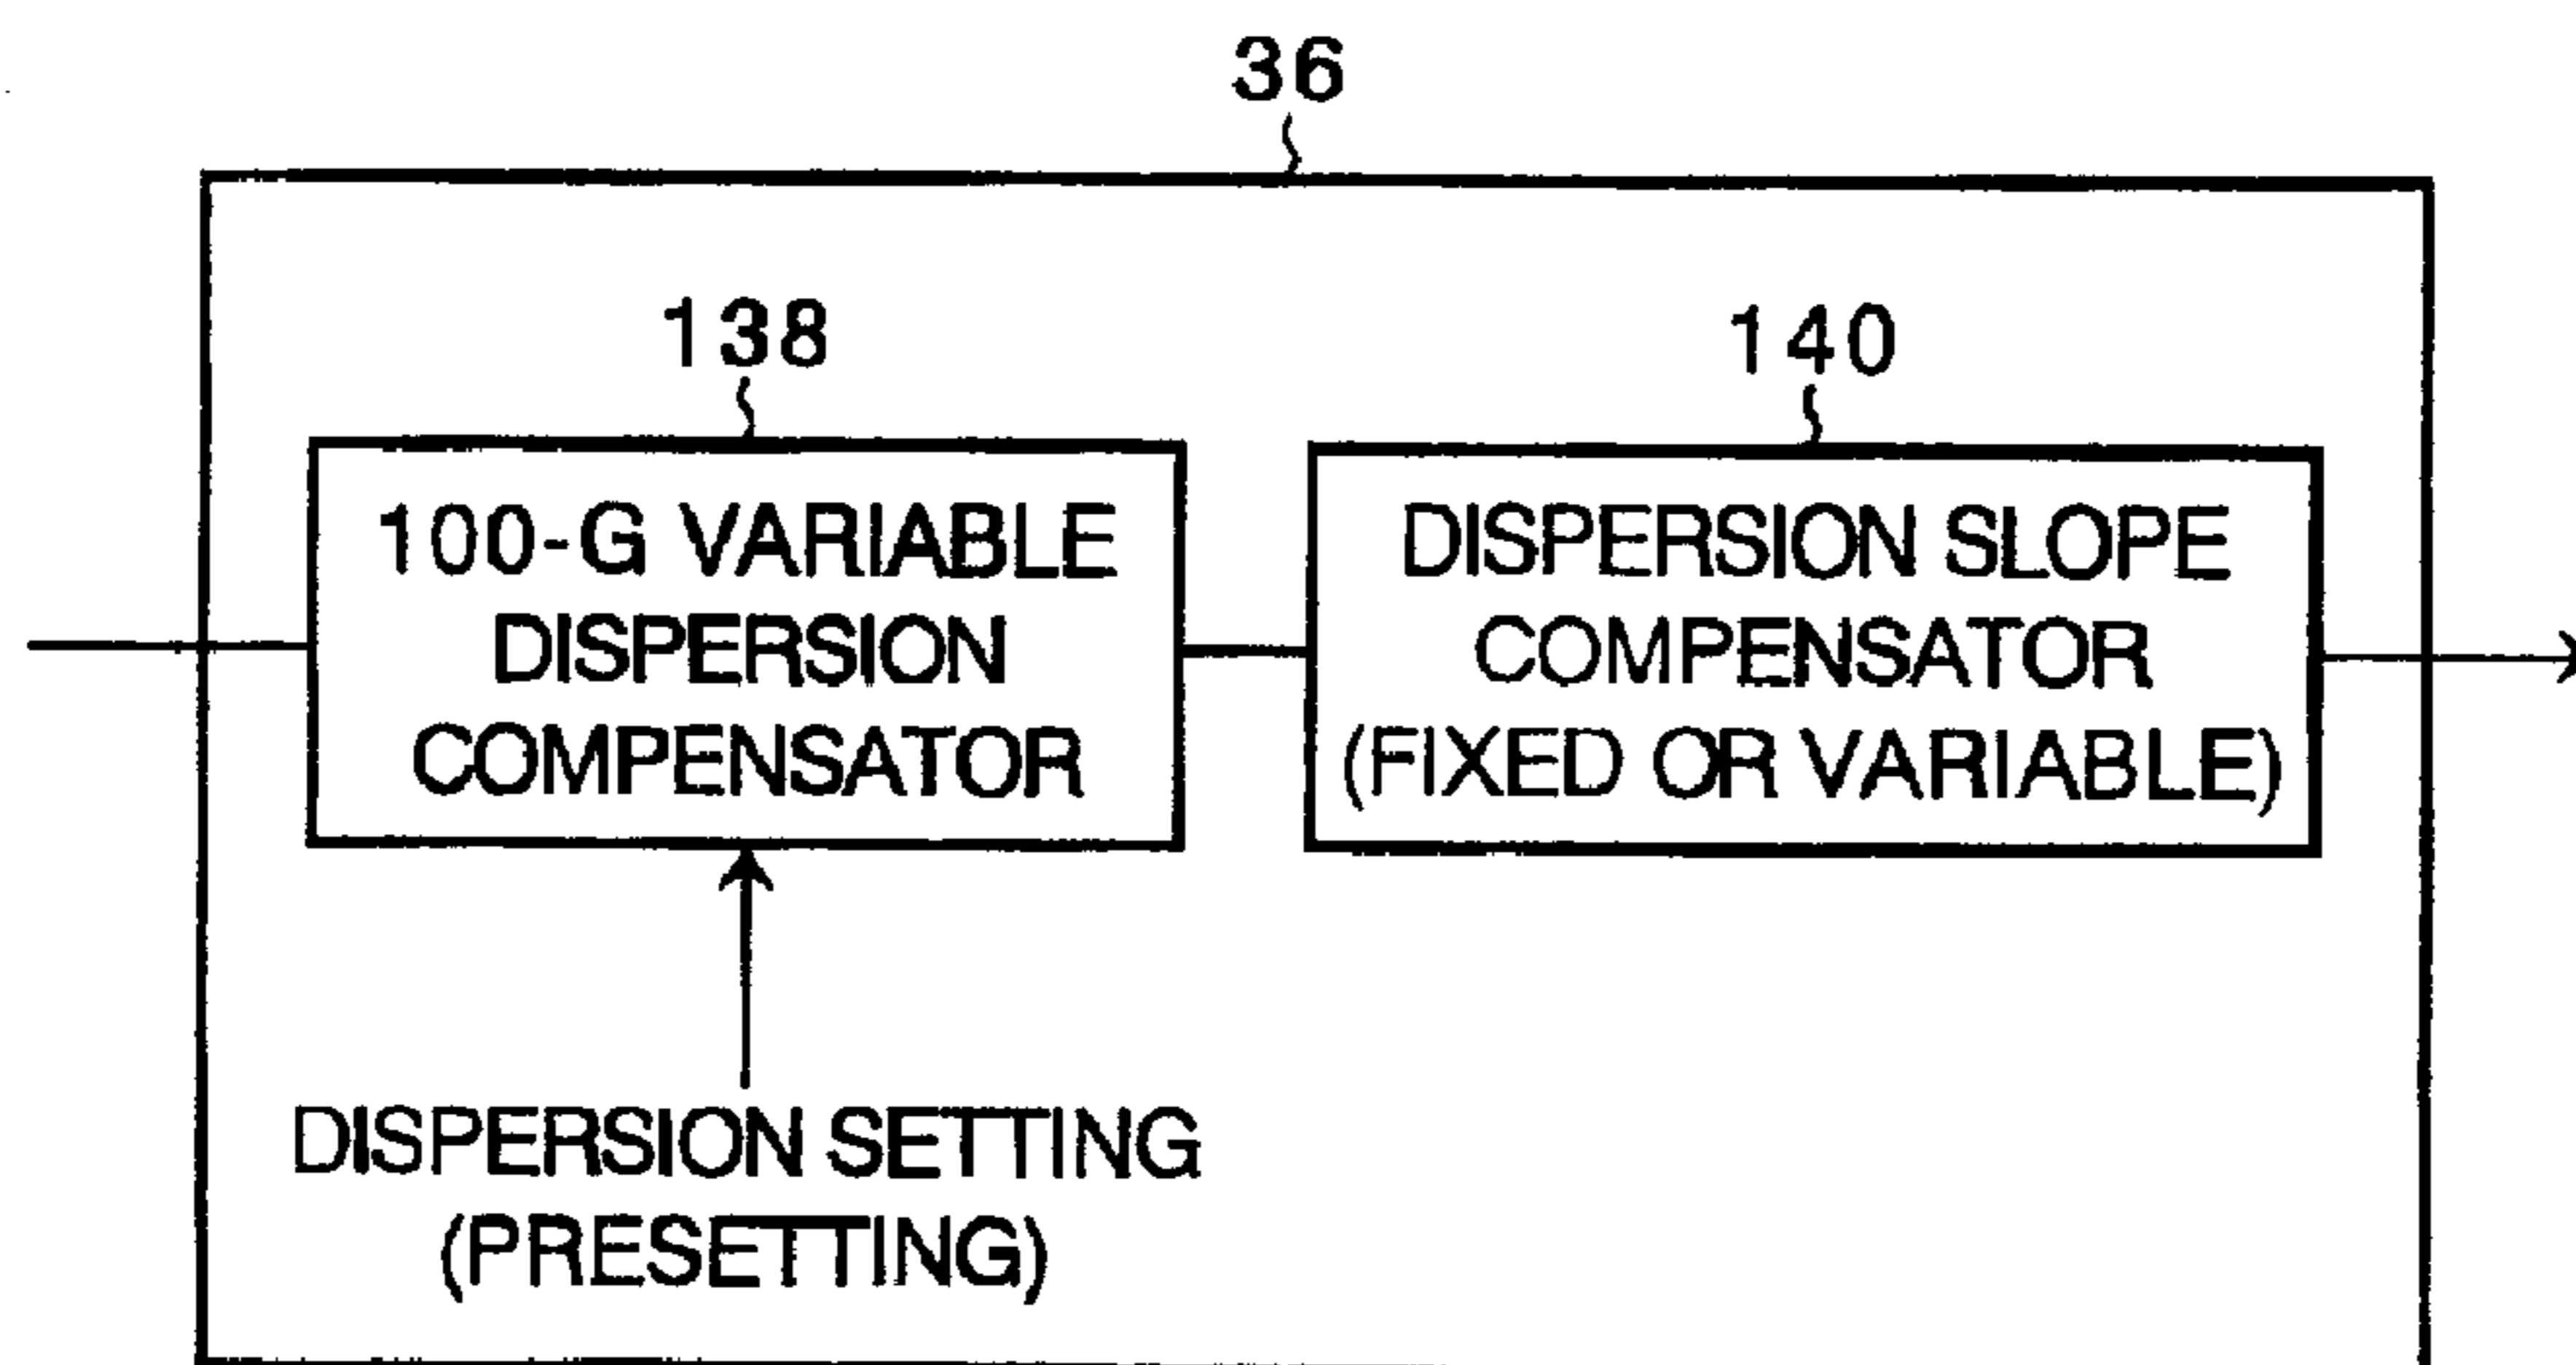 36
138
140
100-G VARIABLE
DISPERSION
COMPENSATOR
DISPERSION SLOPE
COMPENSATOR
(FIXED OR VARIABLE)
DISPERSION SETTING
(PRESETTING)